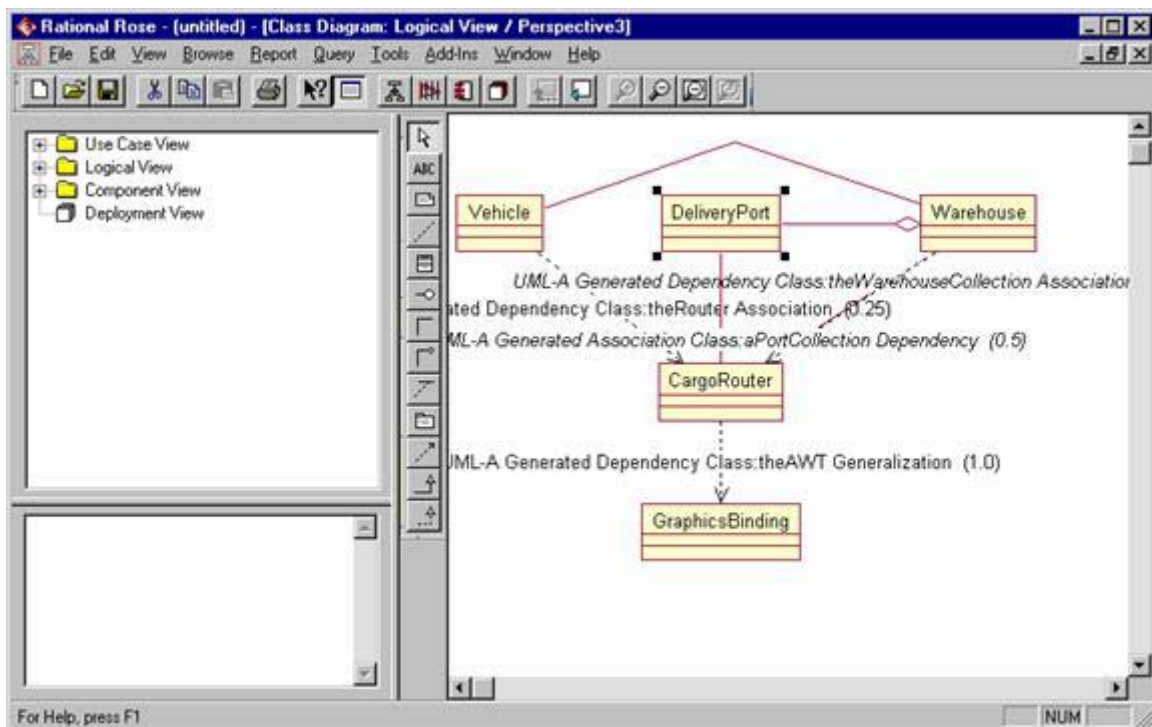 Rational Rose - (untitled) - [Class Diagram: Logical View / Perspective3]
File Edit View Browse Report Query Tools Add-Ins Window Help
Use Case View
Logical View
Component View
Deployment View
ABC
Vehicle
DeliveryPort
Warehouse
UML-A Generated Dependency Class:theWarehouseCollection Association
ated Dependency Class:theRouter Association (0.25)
ML-A Generated Association Class:aPortCollection Dependency (0.5)
CargoRouter
UML-A Generated Dependency Class:theAWT Generalization (1.0)
GraphicsBinding
For Help, press F1
NUM